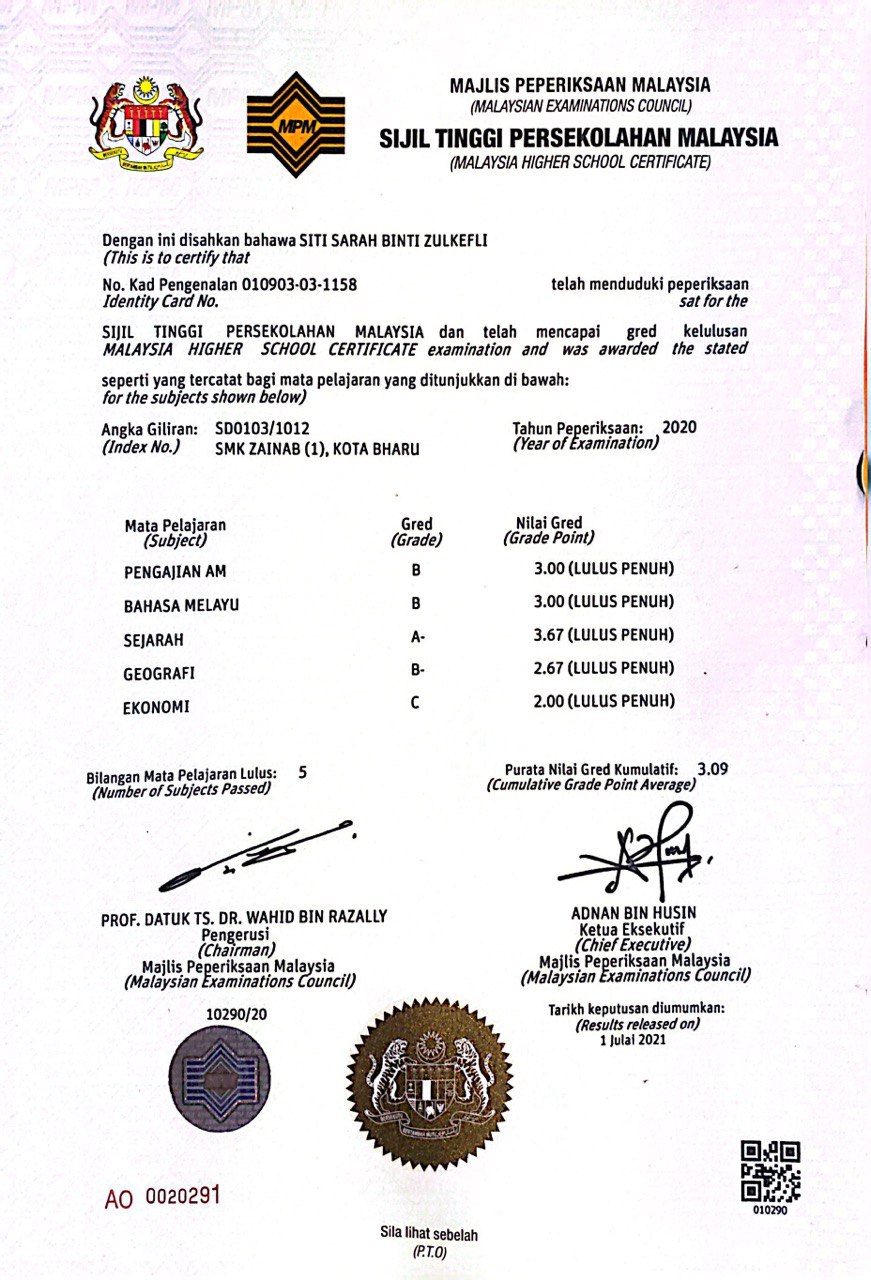 MPM
MAJLIS PEPERIKSAAN MALAYSIA
(MALAYSIAN EXAMINATIONS COUNCIL)
SIJIL TINGGI PERSEKOLAHAN MALAYSIA
(MALAYSIA HIGHER SCHOOL CERTIFICATE)
Dengan ini disahkan bahawa SITI SARAH BINTI ZULKEFLI
(This is to certify that
No. Kad Pengenalan 010903-03-1158 telah menduduki peperiksaan
Identity Card No. sat for the
SIJIL TINGGI PERSEKOLAHAN MALAYSIA dan telah mencapai gred kelulusan
MALAYSIA HIGHER SCHOOL CERTIFICATE examination and was awarded the stated
seperti yang tercatat bagi mata pelajaran yang ditunjukkan di bawah:
for the subjects shown below)
Angka Giliran: SD0103/1012 Tahun Peperiksaan: 2020
(Index No.) SMK ZAINAB (1), KOTA BHARU (Year of Examination)
Mata Pelajaran Gred Nilai Gred
(Subject) (Grade) (Grade Point)
PENGAJIAN AM B 3.00 (LULUS PENUH)
BAHASA MELAYU B 3.00 (LULUS PENUH)
SEJARAH A- 3.67 (LULUS PENUH)
GEOGRAFI B- 2.67 (LULUS PENUH)
EKONOMI C 2.00 (LULUS PENUH)
Bilangan Mata Pelajaran Lulus: 5 Purata Nilai Gred Kumulatif: 3.09
(Number of Subjects Passed) (Cumulative Grade Point Average)
PROF. DATUK TS. DR. WAHID BIN RAZALLY
Pengerusi
(Chairman)
Majlis Peperiksaan Malaysia
(Malaysian Examinations Council)
ADNAN BIN HUSIN
Ketua Eksekutif
(Chief Executive)
Majlis Peperiksaan Malaysia
(Malaysian Examinations Council)
10290/20
Tarikh keputusan diumumkan:
(Results released on)
1 Julai 2021
AO 0020291
010290
Sila lihat sebelah
(P.T.O)